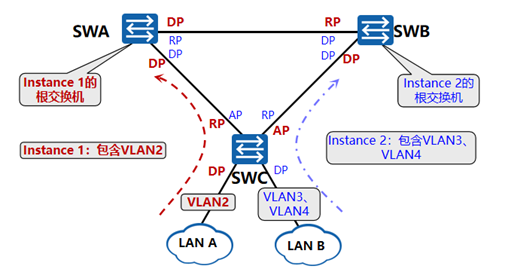 DP
RP
SWA
SWB
RP
DP
DP
DP
DP
DP
Instance 1的
根交换机
Instance 2的
根交换机
RP
AP
RP
AP
Instance 1：包含VLAN2
Instance 2：包含VLAN3、
VLAN4
DP
SWC
DP
VLAN2
VLAN3、
VLAN4
LAN A
LAN B